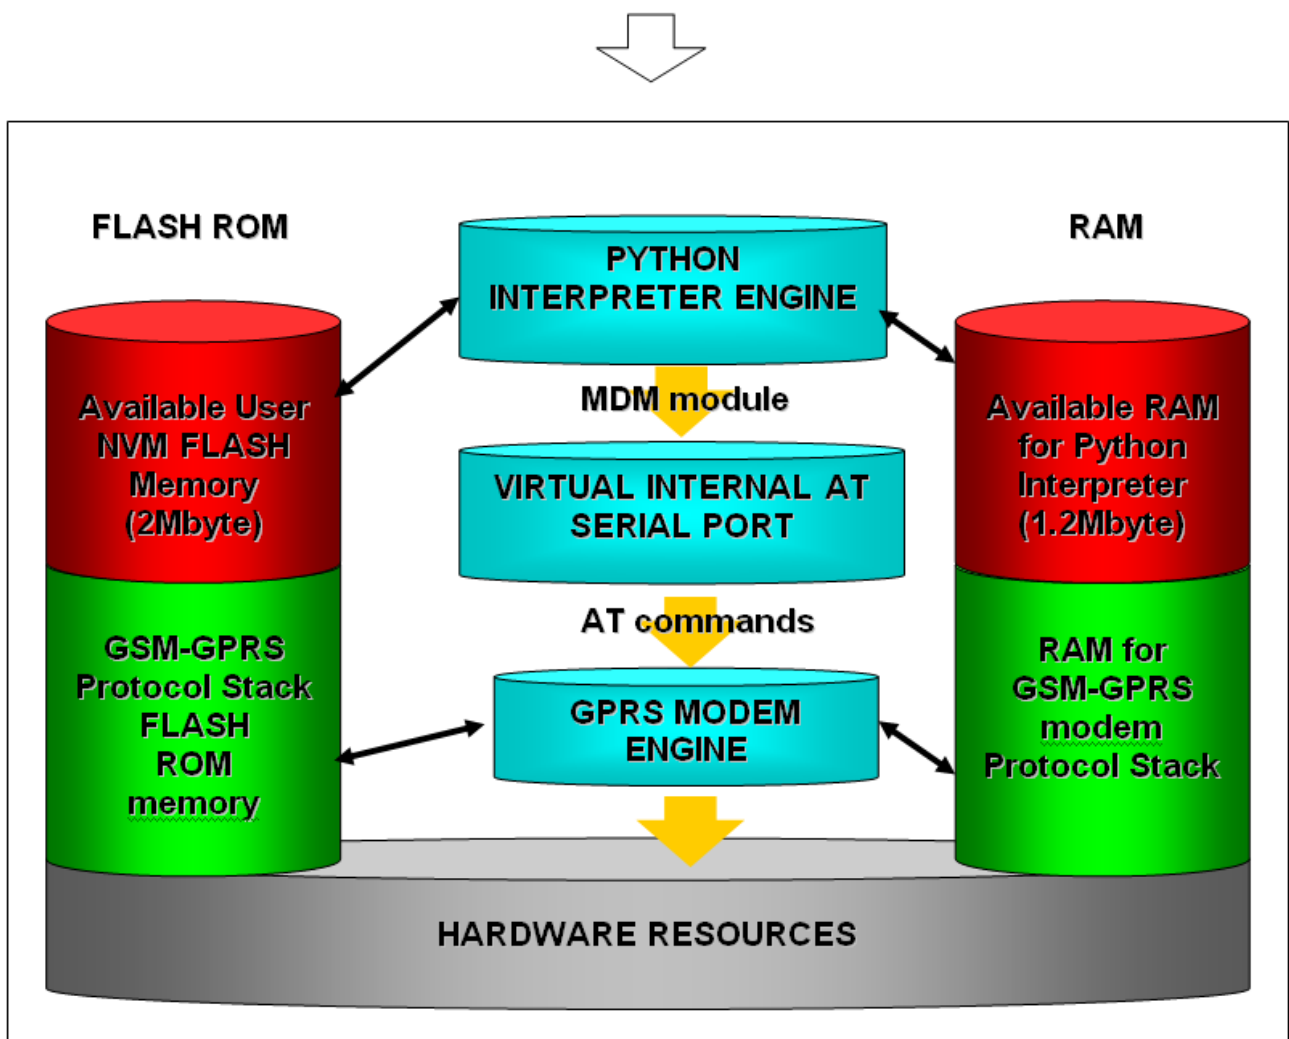 FLASH ROM
RAM
PYTHON
INTERPRETER ENGINE
Available User
NVM FLASH
Memory
(2Mbyte)
MDM module
Available RAM
for Python
Interpreter
(1.2Mbyte)
VIRTUAL INTERNAL AT
SERIAL PORT
AT commands
GSM-GPRS
Protocol Stack
FLASH
ROM
memory
GPRS MODEM
ENGINE
RAM for
GSM-GPRS
modem
Protocol Stack
HARDWARE RESOURCES